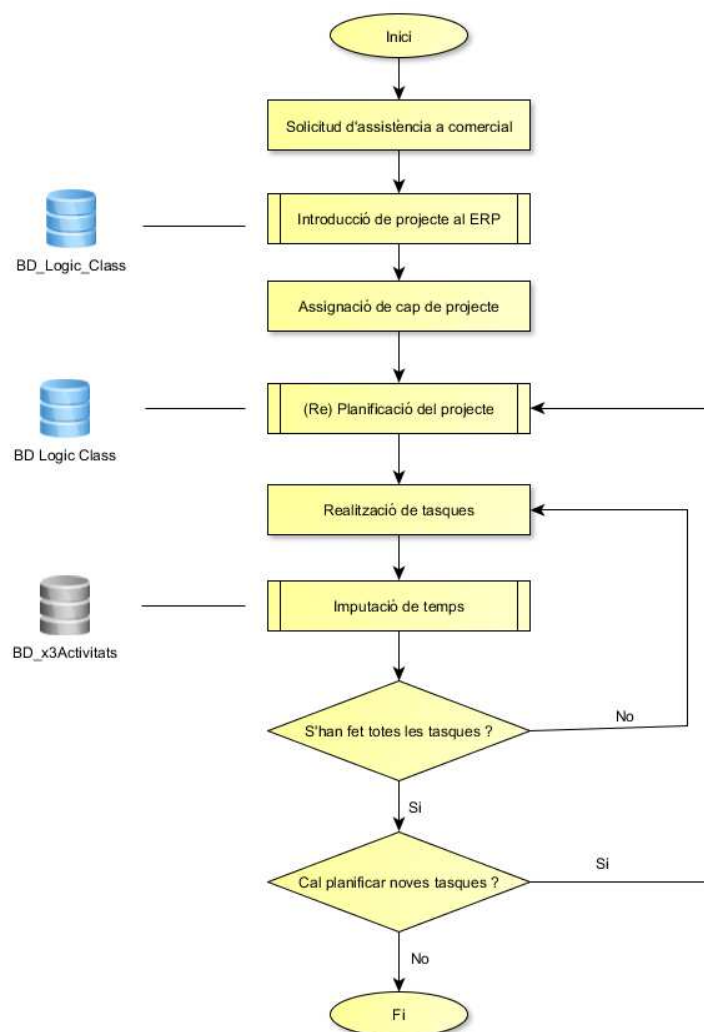 Inici
Solicitud d'assistència a comercial
Introducció de projecte al ERP
BD_Logic_Class
Assignació de cap de projecte
(Re) Planificació del projecte
BD Logic Class
Realització de tasques
Imputació de temps
BD_x3Activitats
S'han fet totes les tasques ?
No
Si
Cal planificar noves tasques ?
Si
No
Fi